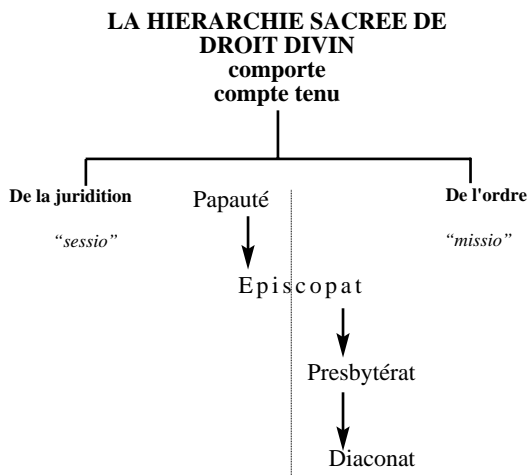 LA HIERARCHIE SACREE DE
DROIT DIVIN
comporte
compte tenu
De la juridition
Papauté
De l'ordre
“sessio”
“missio”
Episcopat
Presbytérat
Diaconat